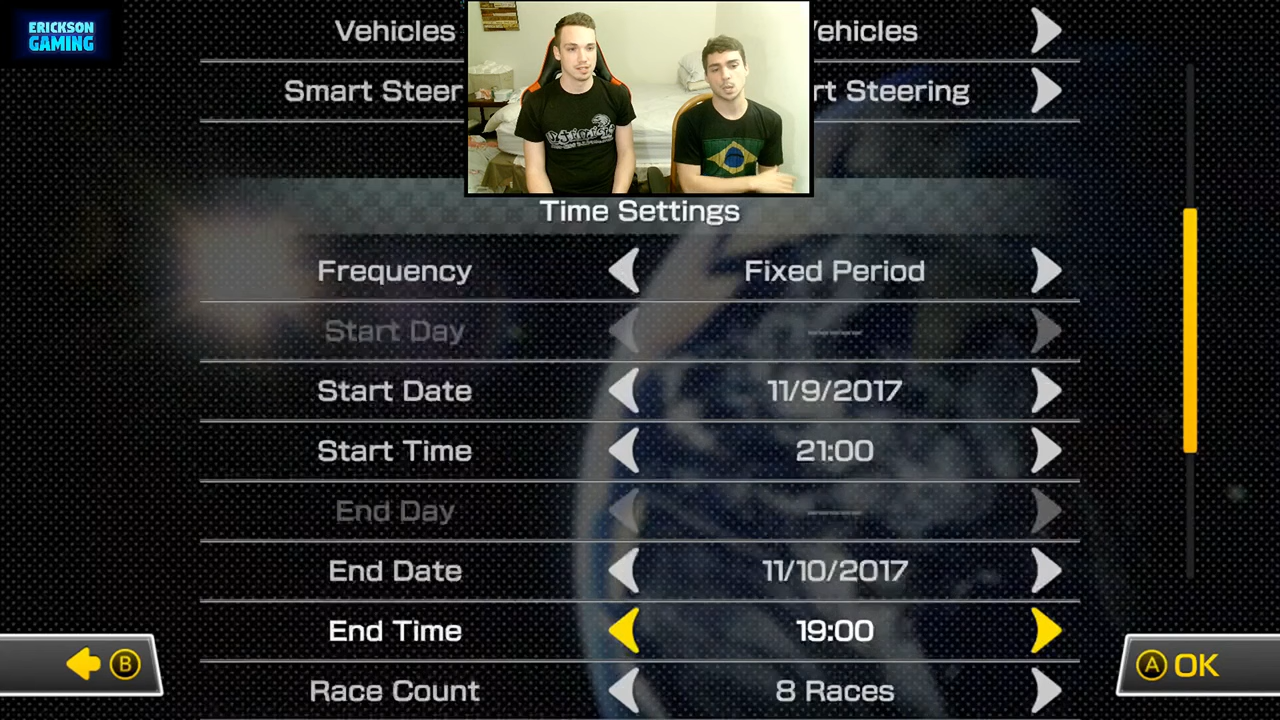 ERICKSON
GAMING
Vehicles ehicles
Smart Steer rt Steering
Time Settings
Frequency Fixed Period
Start Day ----
Start Date 11/9/2017
Start Time 21:00
End Day ----
End Date 11/10/2017
End Time 19:00
Race Count 8 Races
B
A OK